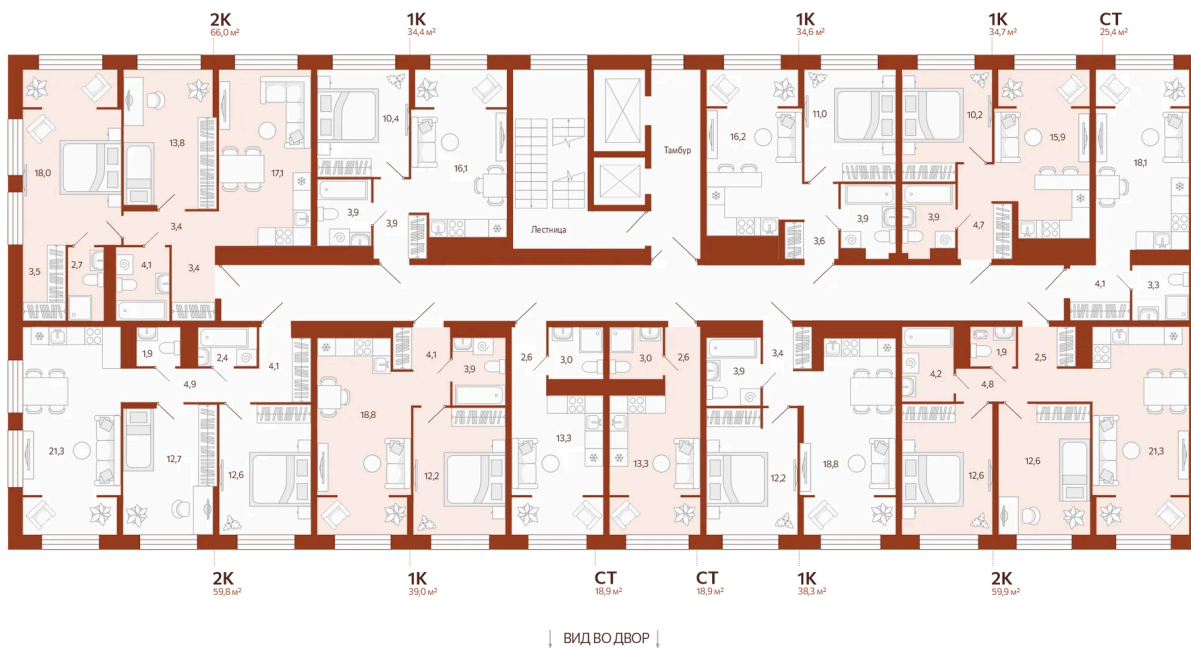 2К
66,0 м²
1К
34,4 м²
1К
34,6 м²
1К
34,7 м²
СТ
25,4 м²
18,0
13,8
17,1
10,4
16,1
Тамбур
16,2
11,0
10,2
15,9
18,1
3,4
3,9
3,9
Лестница
3,6
3,9
3,9
4,7
3,5
2,7
4,1
3,4
4,1
3,3
1,9
2,4
4,1
4,1
3,9
2,6
3,0
3,0
2,6
3,4
3,9
4,2
1,9
2,5
4,9
4,8
21,3
12,7
12,6
18,8
12,2
13,3
13,3
12,2
18,8
12,6
12,6
21,3
2К
59,8 м²
1К
39,0 м²
СТ
18,9 м²
СТ
18,9 м²
1К
38,3 м²
2К
59,9 м²
ВИД ВО ДВОР